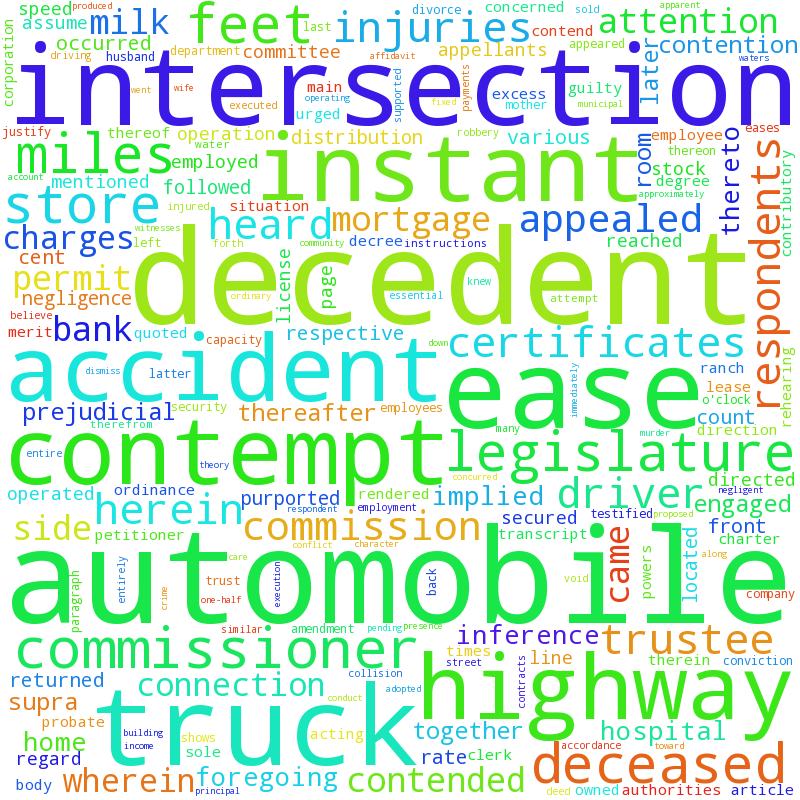 speed
assume
milk
feet
last
divorce
produced
injuries
concerned
sold
apparent
attention
contend
corporation
occurred
husband
department
committee
affidavit
appellants
appeared
later
contention
waters
driving
intersection
went
wife
executed
main
operating
supported
payments
excess
mother
fixed
guilty
municipal
urged
justify
thereof
operation
distribution
robbery
various
room
employee
thereto
eases
miles
water
employed
instant
thereon
stock
degree
respondents
contributory
account
mentioned
followed
approximately
store
injured
situation
heard
mortgage
appealed
witnesses
charges
left
forth
community
decree
instructions
reached
cent
permit
decedent
license
page
ordinary
essential
knew
attempt
negligence
believe
merit
bank
quoted
capacity
respective
down
certificates
rehearing
accident
dismiss
latter
immediately
ranch
ease
lease
o'clock
prejudicial
security
thereafter
employees
count
therefrom
many
direction
contempt
entire
theory
murder
legislature
concurred
directed
negligent
operated
ordinance
herein
purported
rendered
implied
driver
engaged
respondent
employment
secured
testified
proposed
front
side
petitioner
commission
transcript
charter
conflict
character
came
located
along
automobile
paragraph
entirely
crime
trust
care
one-half
execution
back
void
powers
company
similar
amendment
pending
presence
commissioner
inference
trustee
street
times
line
therein
conviction
returned
connection
collision
adopted
contracts
highway
supra
probate
truck
conduct
together
hospital
home
building
income
shows
acting
sole
regard
rate
clerk
accordance
toward
deceased
body
wherein
principal
foregoing
contended
deed
owned
authorities
article